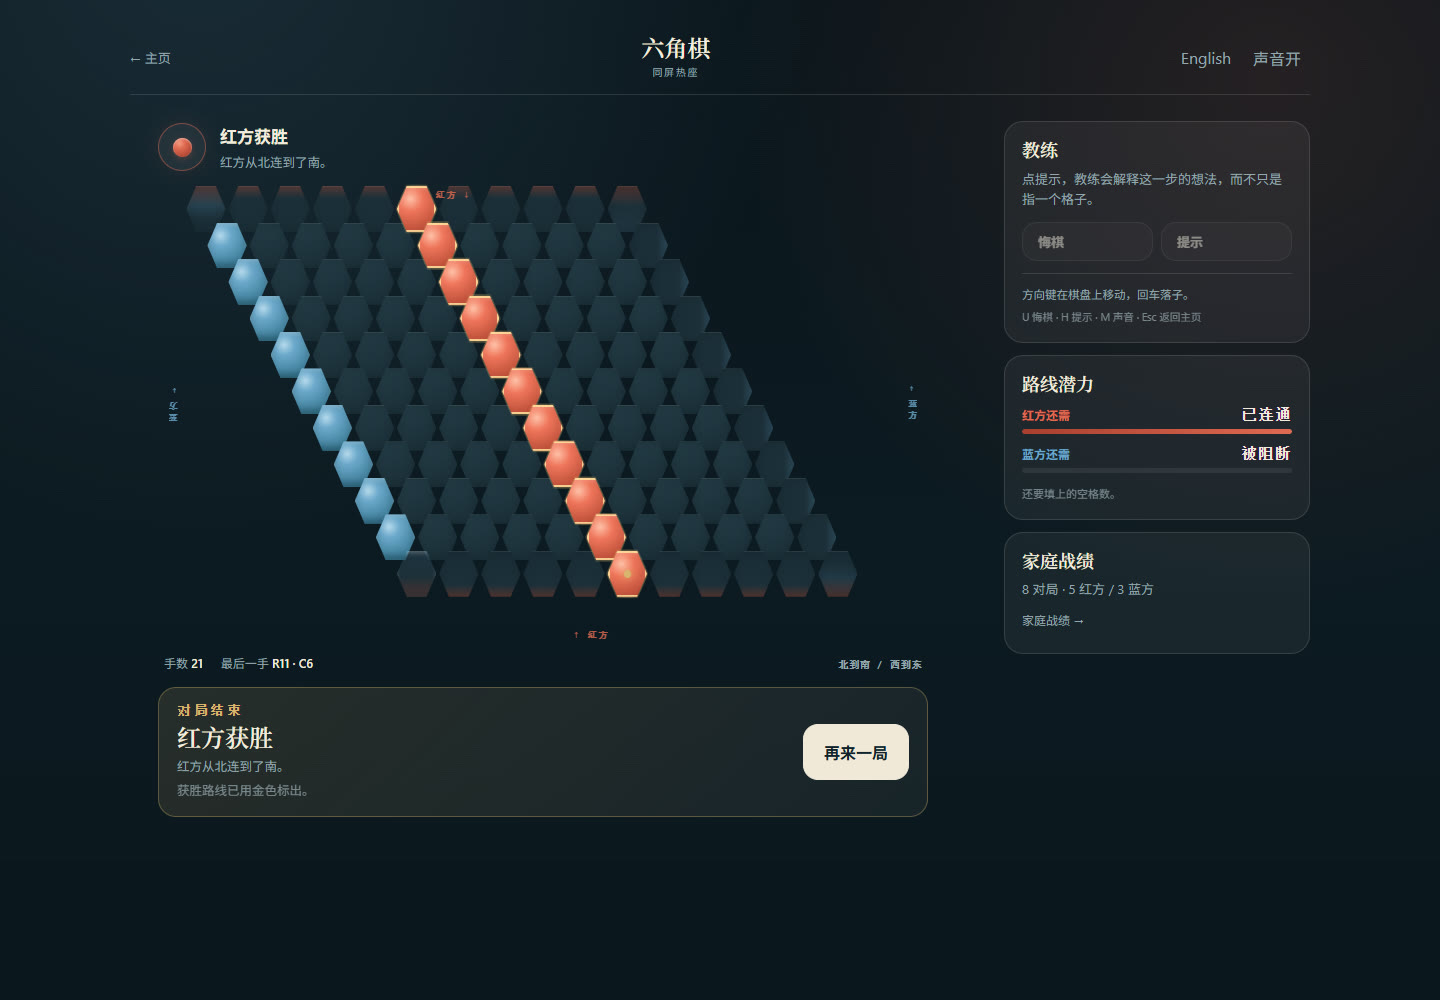 ← 主页
六角棋
同屏热座
English 声音开
红方获胜
红方从北连到了南。
红方 ↓
蓝方 →
← 蓝方
↑ 红方
手数 21 最后一手 R11 · C6
北到南 / 西到东
对局结束
红方获胜
红方从北连到了南。
获胜路线已用金色标出。
再来一局
教练
点提示，教练会解释这一步的想法，而不只是
指一个格子。
悔棋 提示
方向键在棋盘上移动，回车落子。
U 悔棋 · H 提示 · M 声音 · Esc 返回主页
路线潜力
红方还需 已连通
蓝方还需 被阻断
还要填上的空格数。
家庭战绩
8 对局 · 5 红方 / 3 蓝方
家庭战绩 →